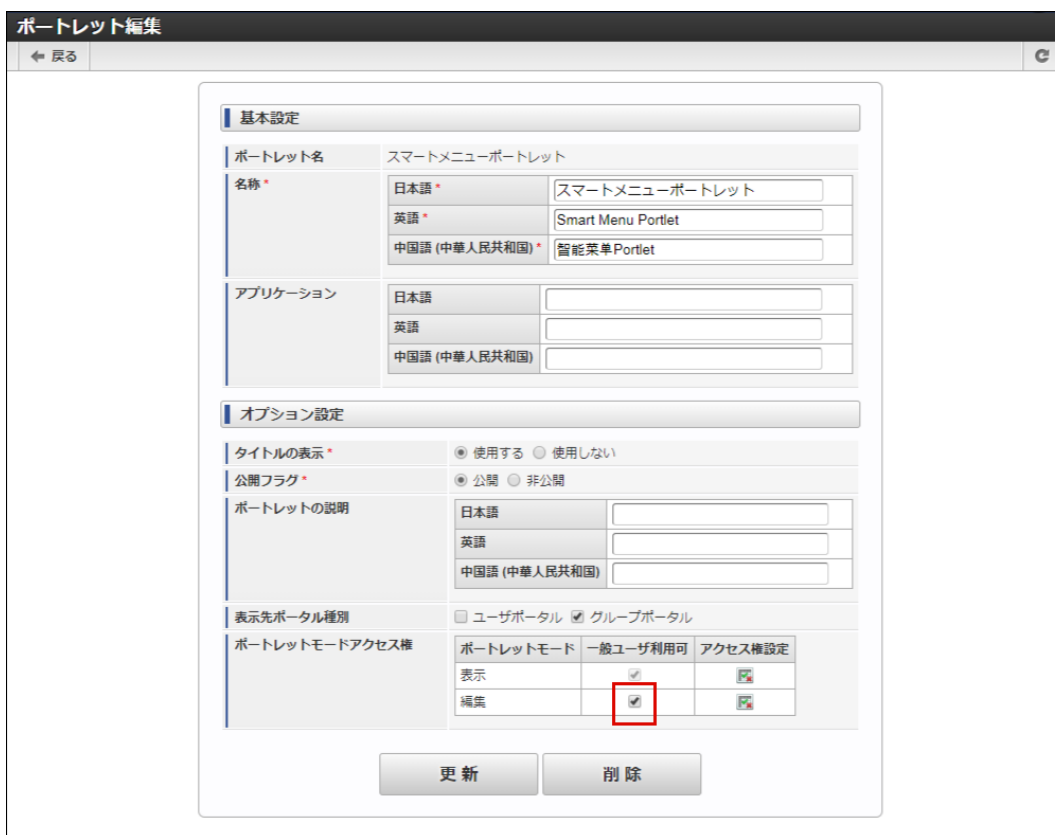 ポートレット編集
戻る
基本設定
ポートレット名 スマートメニューポートレット
名称* 日本語* スマートメニューポートレット
英語* Smart Menu Portlet
中国語 (中華人民共和国)* 智能菜单Portlet
アプリケーション 日本語
英語
中国語 (中華人民共和国)
オプション設定
タイトルの表示* 使用する 使用しない
公開フラグ* 公開 非公開
ポートレットの説明 日本語
英語
中国語 (中華人民共和国)
表示先ポータル種別 ユーザポータル グループポータル
ポートレットモードアクセス権 ポートレットモード 一般ユーザ利用可 アクセス権設定
表示
編集
更新 削除